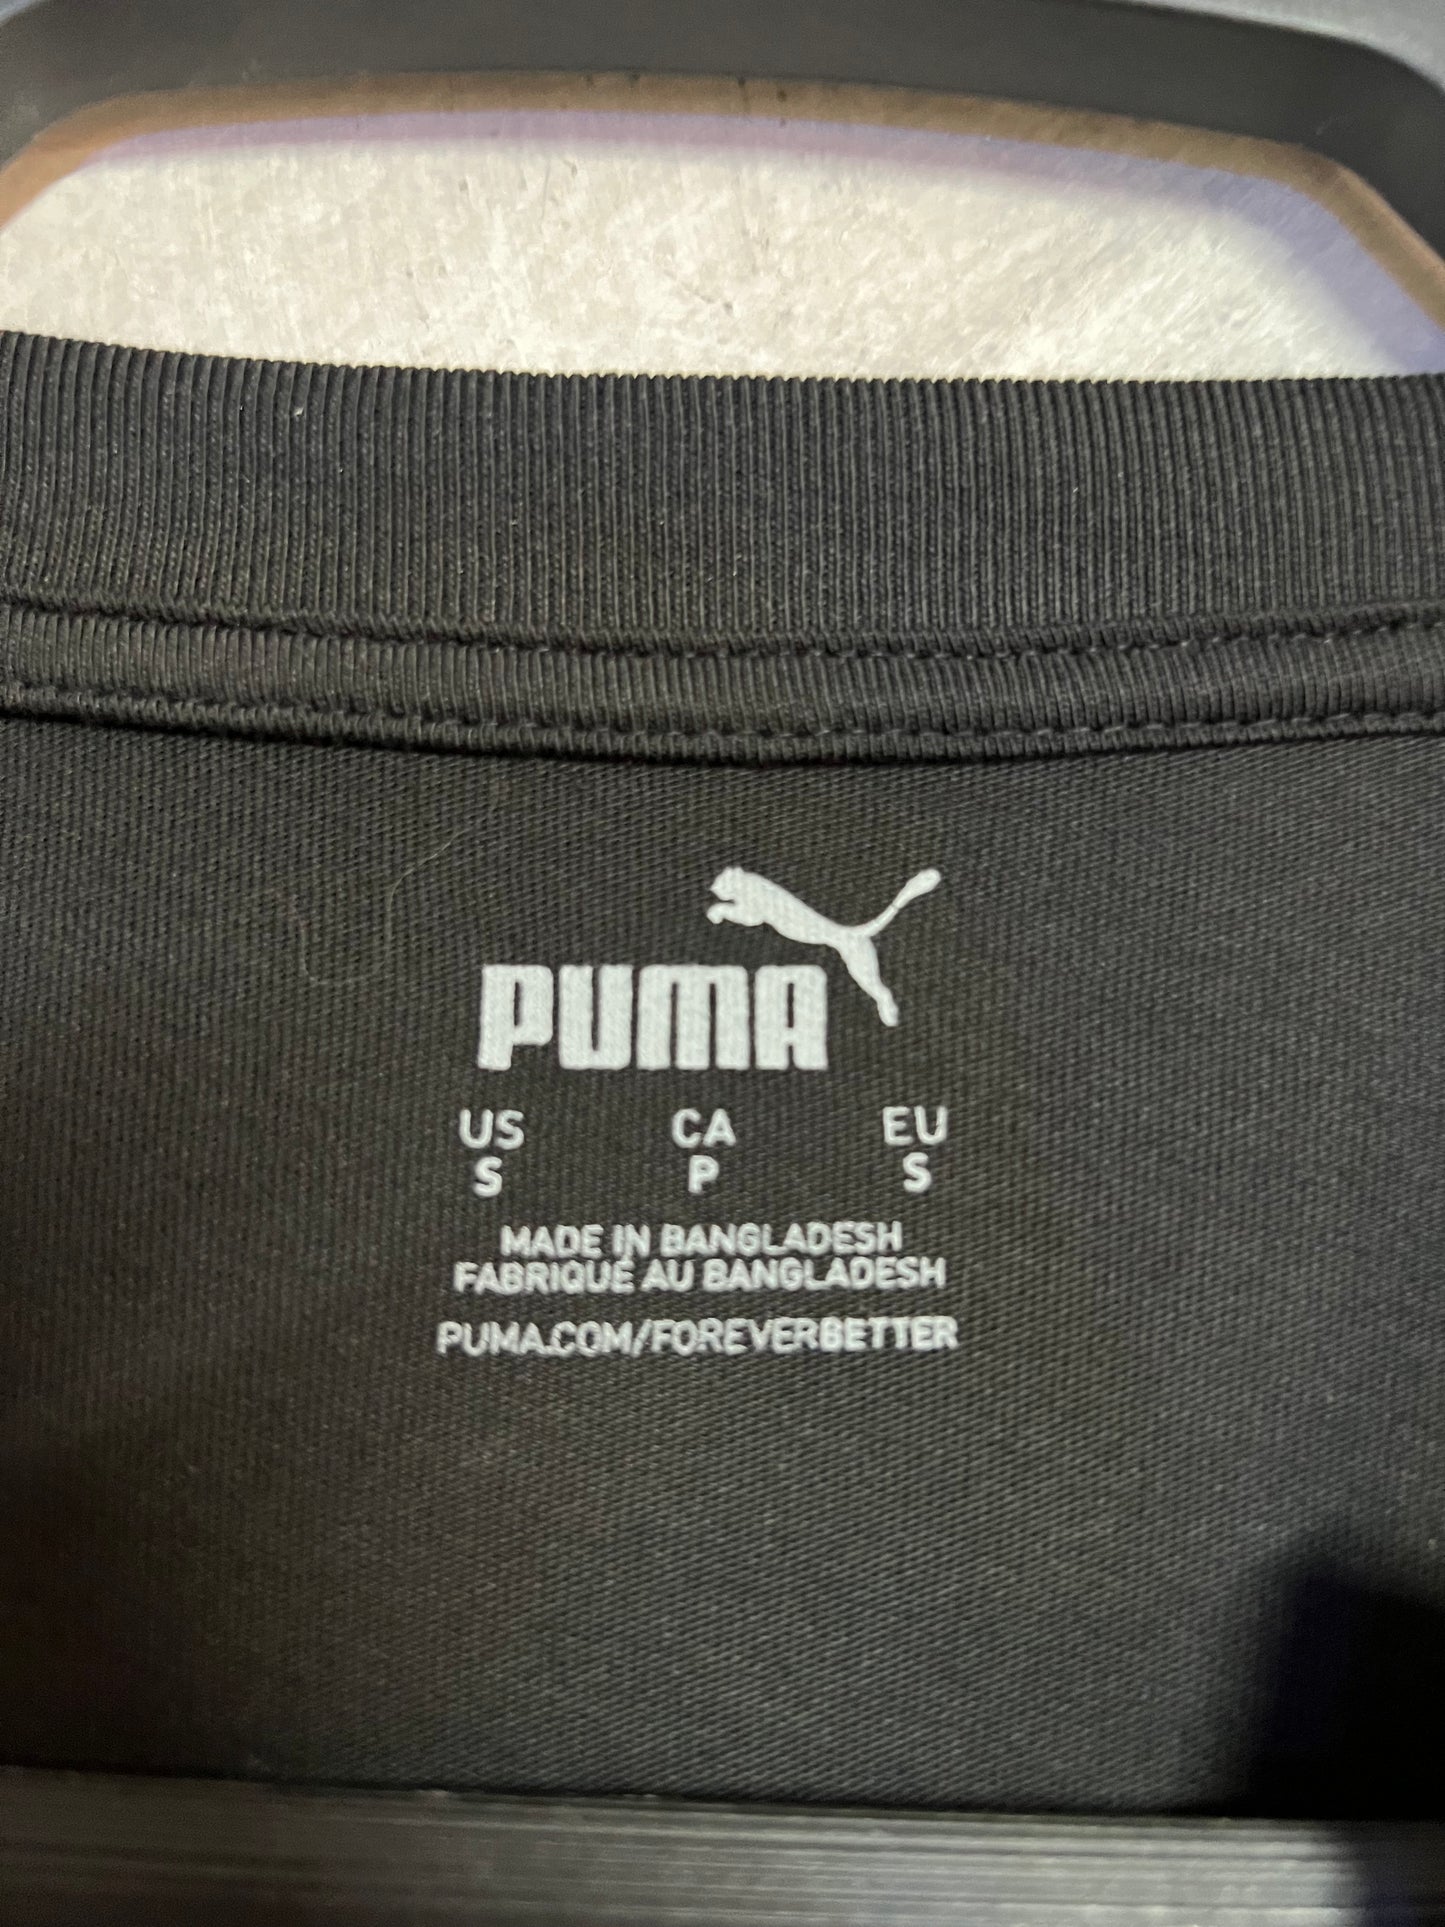 PUMA
US CA EU
S P S
MADE IN BANGLADESH
FABRIQUÉ AU BANGLADESH
PUMA.COM/FOREVERBETTER